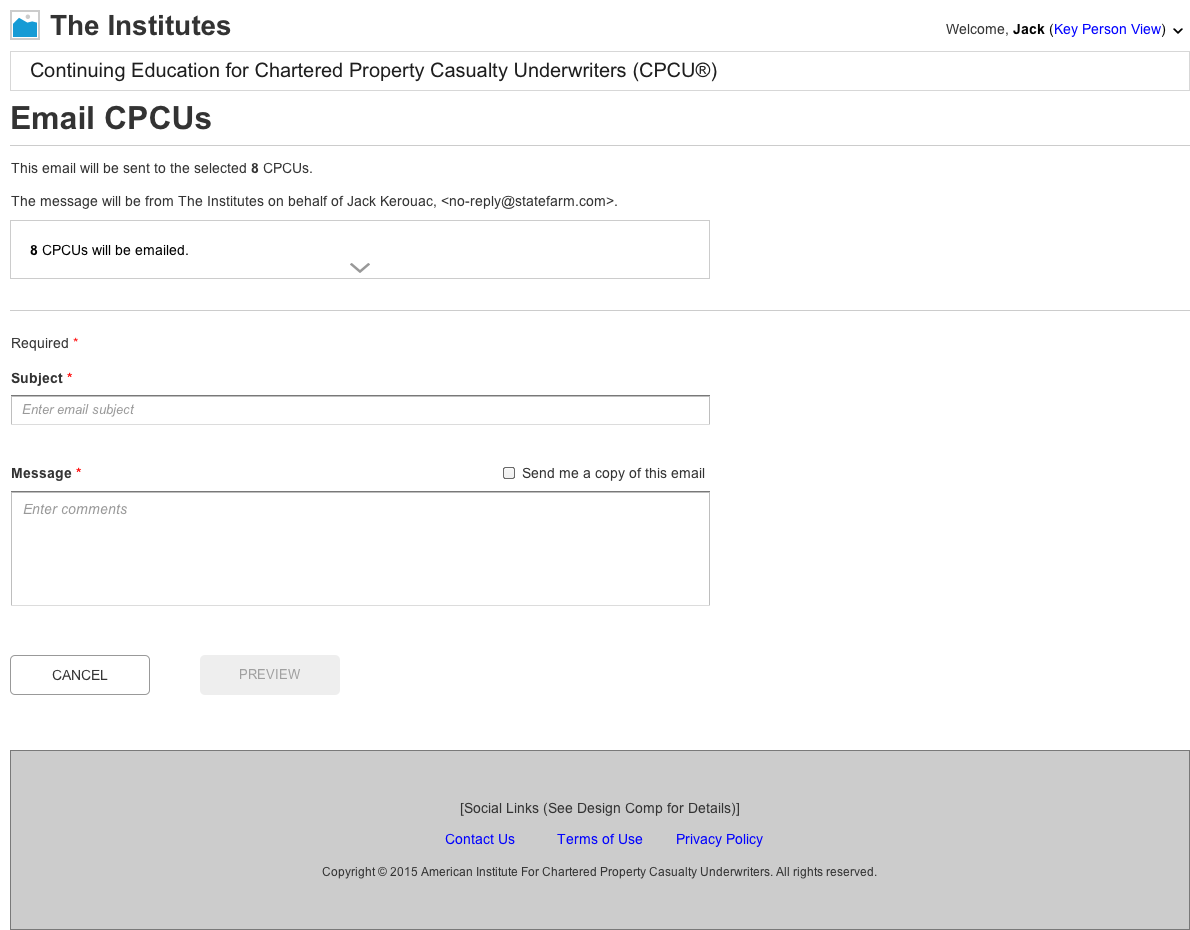 The Institutes
Welcome, Jack (Key Person View)
Continuing Education for Chartered Property Casualty Underwriters (CPCU®)
Email CPCUs
This email will be sent to the selected 8 CPCUs.
The message will be from The Institutes on behalf of Jack Kerouac, <no-reply@statefarm.com>.
8 CPCUs will be emailed.
Required *
Subject *
Enter email subject
Message *
Send me a copy of this email
Enter comments
CANCEL
PREVIEW
[Social Links (See Design Comp for Details)]
Contact Us Terms of Use Privacy Policy
Copyright © 2015 American Institute For Chartered Property Casualty Underwriters. All rights reserved.